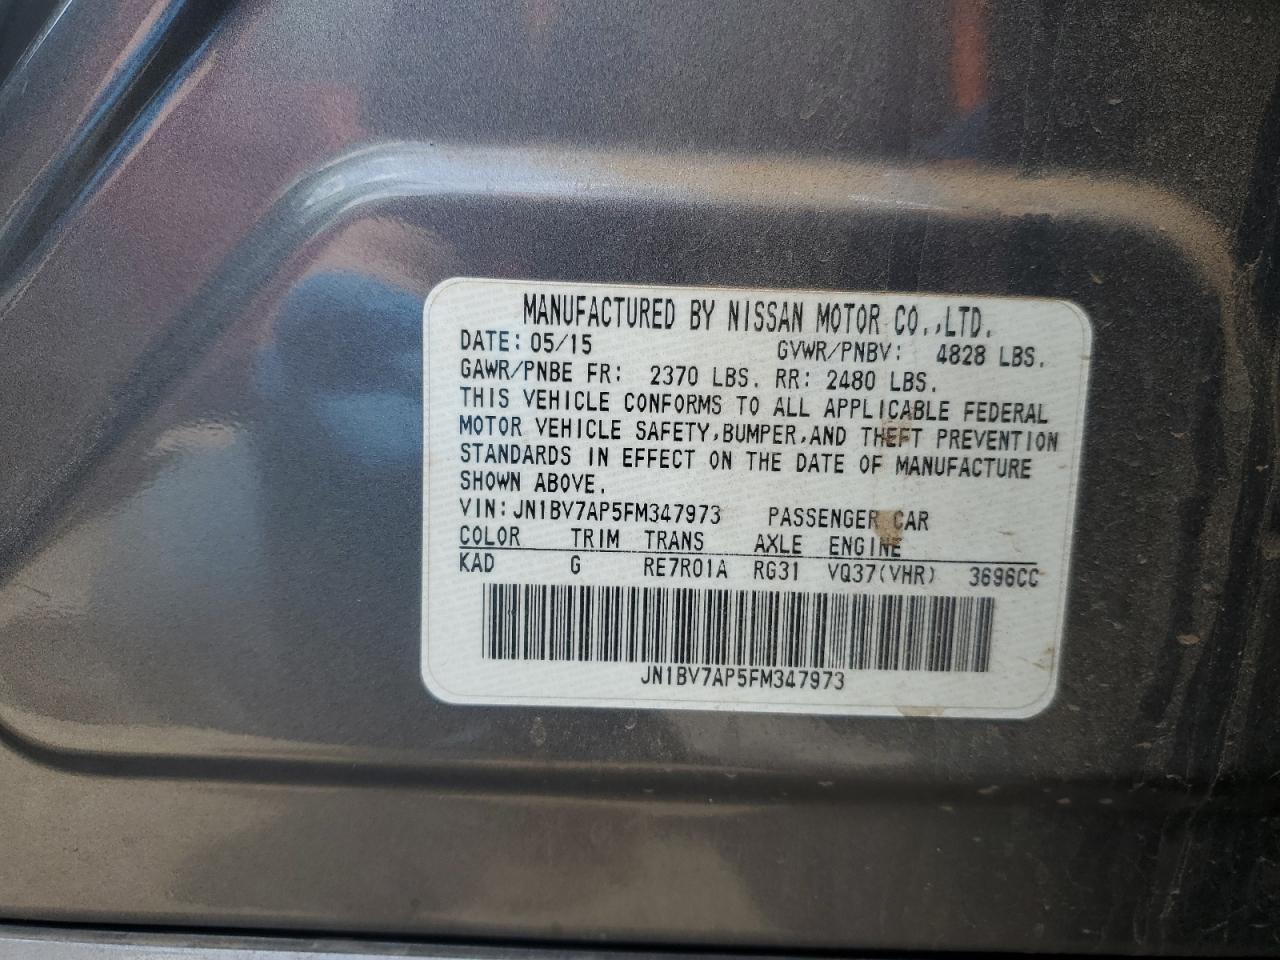 MANUFACTURED BY NISSAN MOTOR CO.,LTD.
DATE: 05/15 GVWR/PNBV: 4828 LBS.
GAWR/PNBE FR: 2370 LBS. RR: 2480 LBS.
THIS VEHICLE CONFORMS TO ALL APPLICABLE FEDERAL
MOTOR VEHICLE SAFETY,BUMPER,AND THEFT PREVENTION
STANDARDS IN EFFECT ON THE DATE OF MANUFACTURE
SHOWN ABOVE.
VIN: JN1BV7AP5FM347973 PASSENGER CAR
COLOR TRIM TRANS AXLE ENGINE
KAD G RE7R01A RG31 VQ37(VHR) 3696CC
JN1BV7AP5FM347973